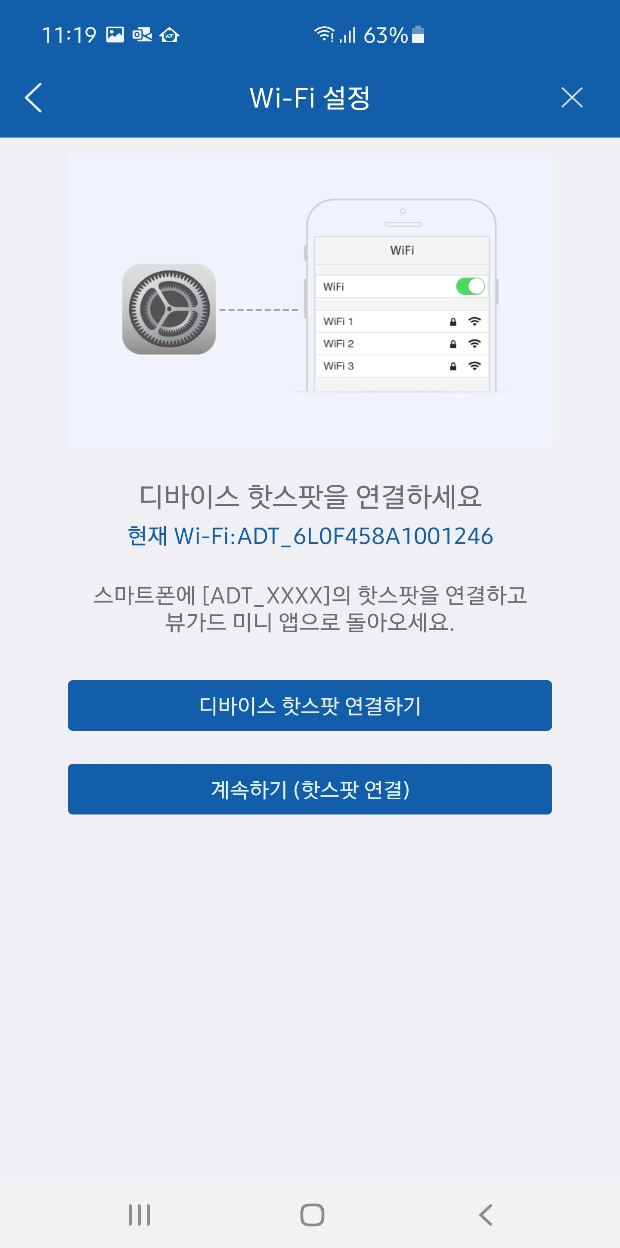 11:19 63%
Wi-Fi 설정
WiFi
WiFi
WiFi 1
WiFi 2
WiFi 3
디바이스 핫스팟을 연결하세요
현재 Wi-Fi:ADT_6L0F458A1001246
스마트폰에 [ADT_XXXX]의 핫스팟을 연결하고
뷰가드 미니 앱으로 돌아오세요.
디바이스 핫스팟 연결하기
계속하기 (핫스팟 연결)